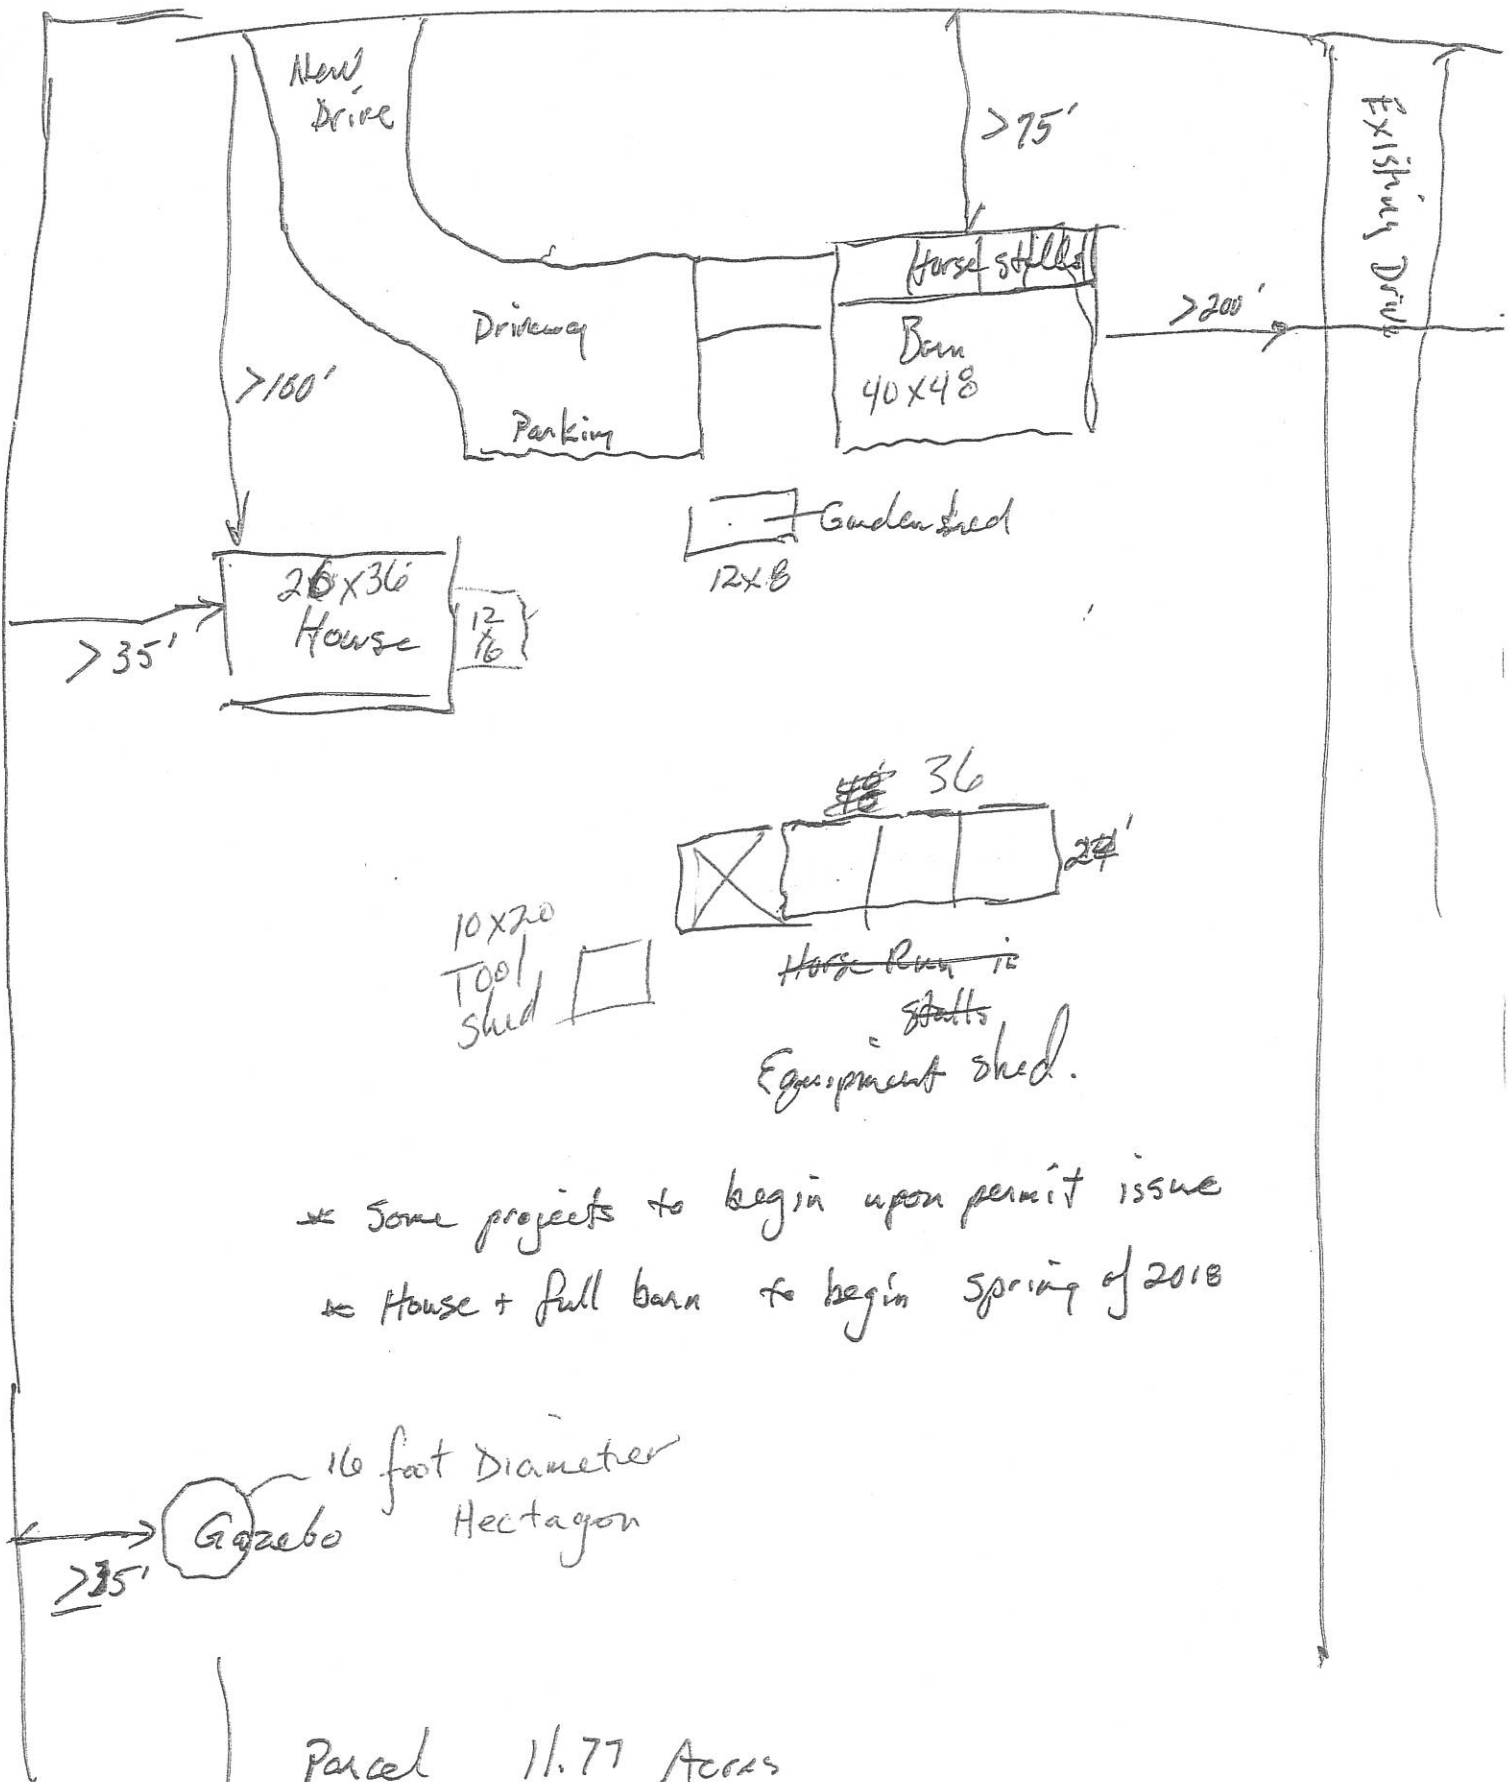 New
Drive
>75'
Existing Drive
Horse stalls
>200'
Driveway
Barn
40x48
>100'
Parking
Garden shed
12x8
26x36
House
12
x
16
>35'
36
24'
10x20
Tool
shed
Horse Run in
stalls
Equipment shed.
* Some projects to begin upon permit issue
* House + full barn to begin spring of 2018
16 foot Diameter
Hectagon
Gazebo
>35'
Parcel 11.77 Acres